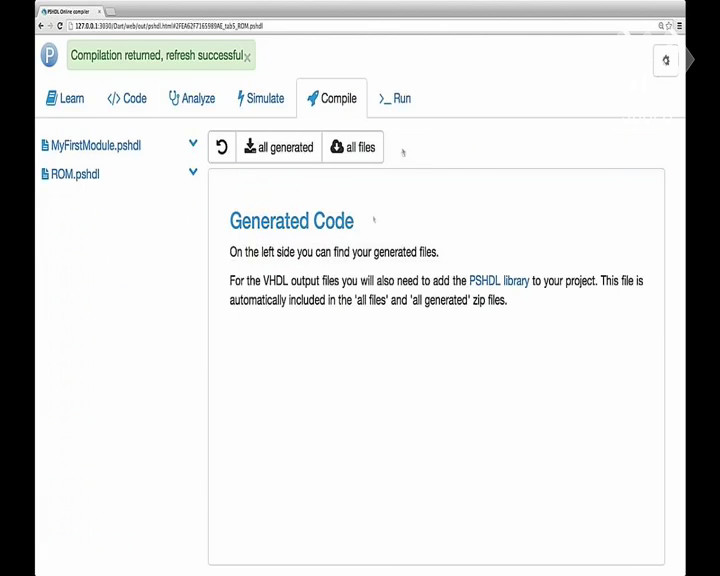 PSHDL Online compiler
127.0.0.1:3030/Dart/web/out/pshdl.html#2FEA62F7165989AE_tab5_ROM.pshdl
P Compilation returned, refresh successful x
Learn </> Code Analyze Simulate Compile >_ Run
MyFirstModule.pshdl all generated all files
ROM.pshdl
Generated Code
On the left side you can find your generated files.
For the VHDL output files you will also need to add the PSHDL library to your project. This file is
automatically included in the 'all files' and 'all generated' zip files.